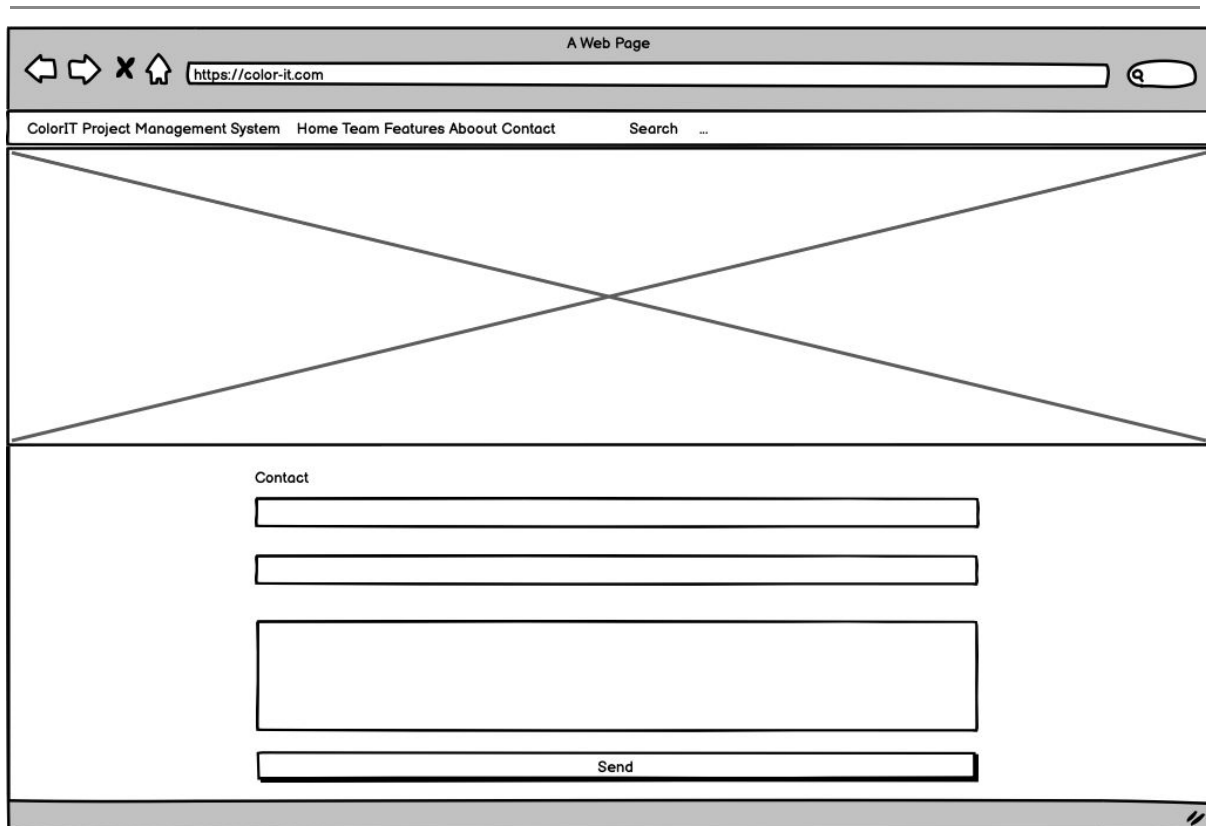 A Web Page
https://color-it.com
ColorIT Project Management System Home Team Features Aboout Contact Search ...
Contact
Send